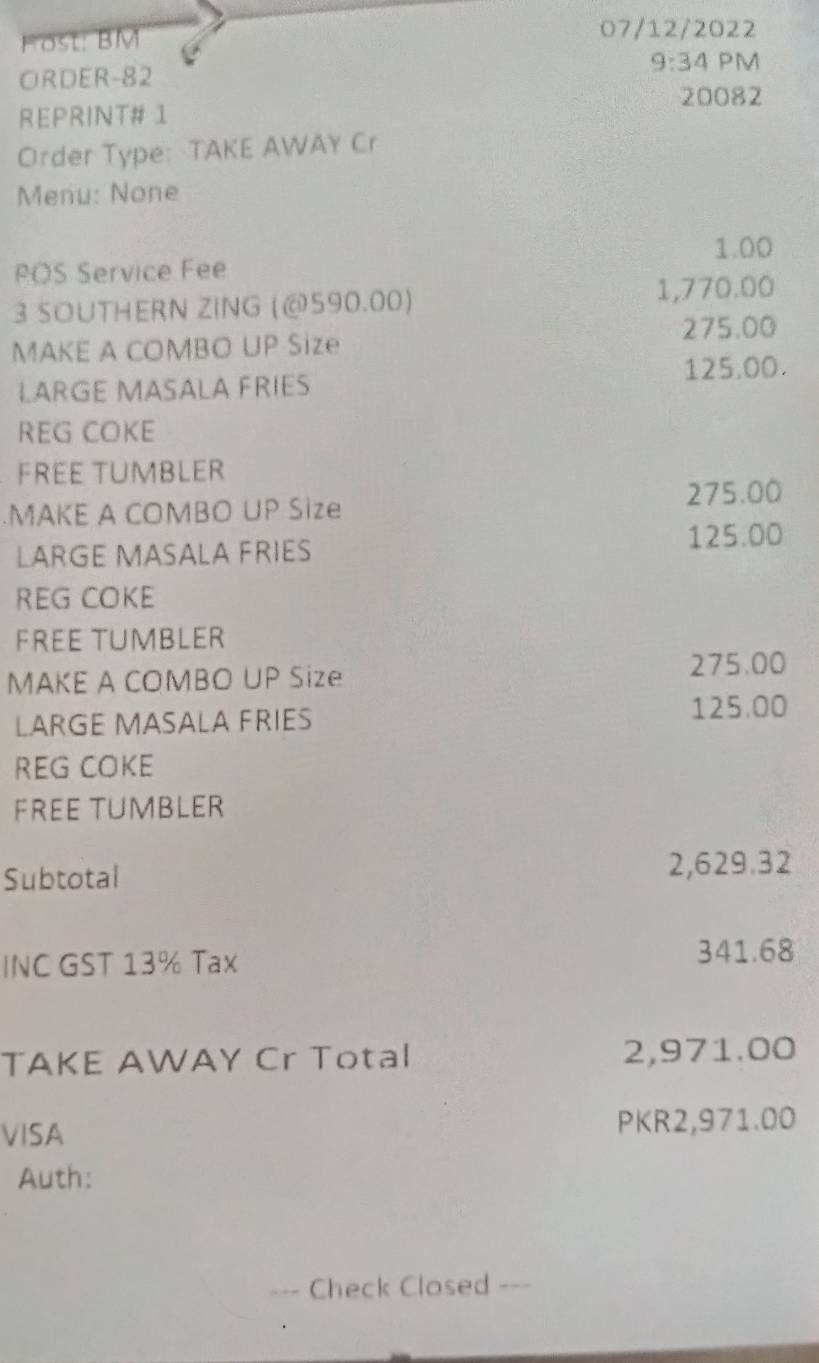 Host: BM 07/12/2022
ORDER-82 9:34 PM
REPRINT# 1 20082
Order Type: TAKE AWAY Cr
Menu: None
POS Service Fee 1.00
3 SOUTHERN ZING (@590.00) 1,770.00
MAKE A COMBO UP Size 275.00
LARGE MASALA FRIES 125.00
REG COKE
FREE TUMBLER
MAKE A COMBO UP Size 275.00
LARGE MASALA FRIES 125.00
REG COKE
FREE TUMBLER
MAKE A COMBO UP Size 275.00
LARGE MASALA FRIES 125.00
REG COKE
FREE TUMBLER
Subtotal 2,629.32
INC GST 13% Tax 341.68
TAKE AWAY Cr Total 2,971.00
VISA PKR2,971.00
Auth:
--- Check Closed ---